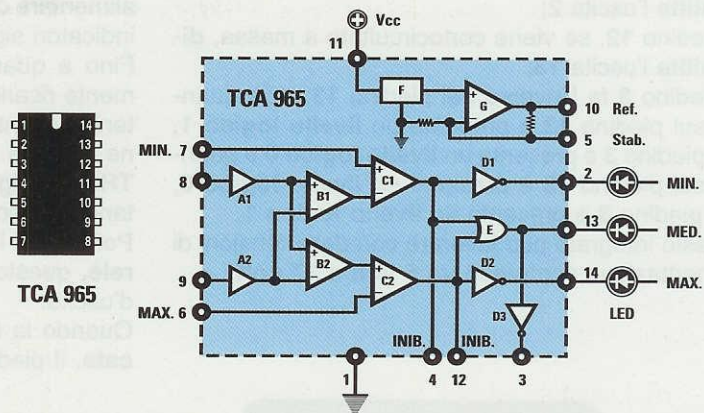 Vcc
11
TCA 965
F
G
10 Ref.
5 Stab.
1 14
2 13
3 12
4 11
5 10
6 9
7 8
TCA 965
MIN. 7
8
A1
B1
C1
D1
2
MIN.
E
13
MED.
A2
B2
C2
D2
14
MAX.
9
MAX. 6
D3
LED
INIB.
INIB.
1
4
12
3